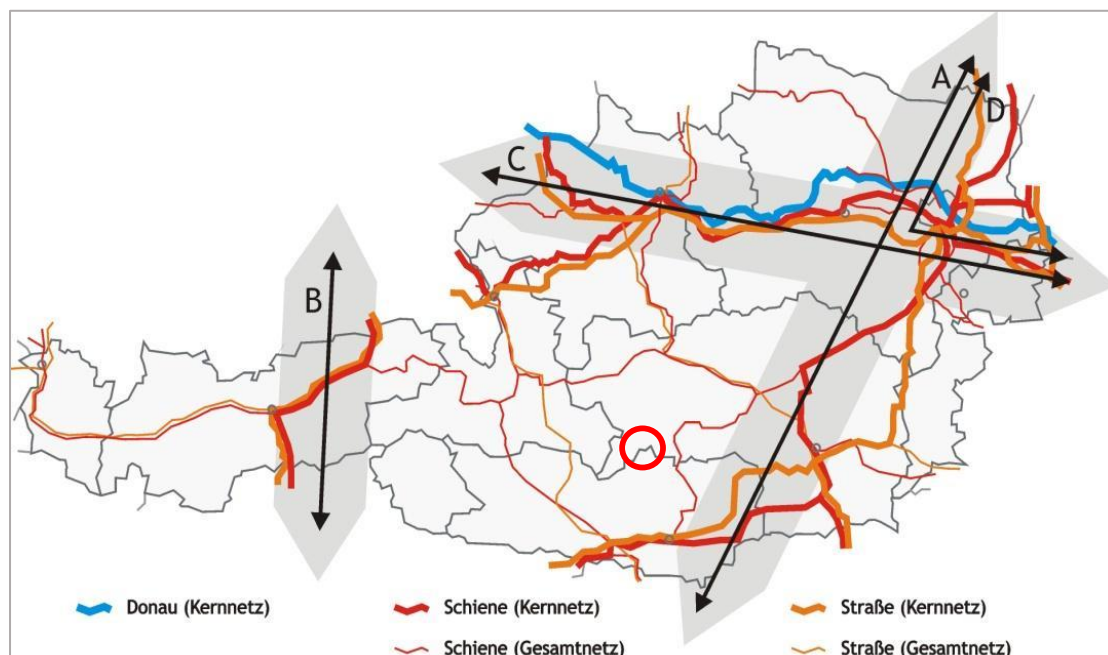 A
D
C
B
Donau (Kernnetz)
Schiene (Kernnetz)
Straße (Kernnetz)
Schiene (Gesamtnetz)
Straße (Gesamtnetz)